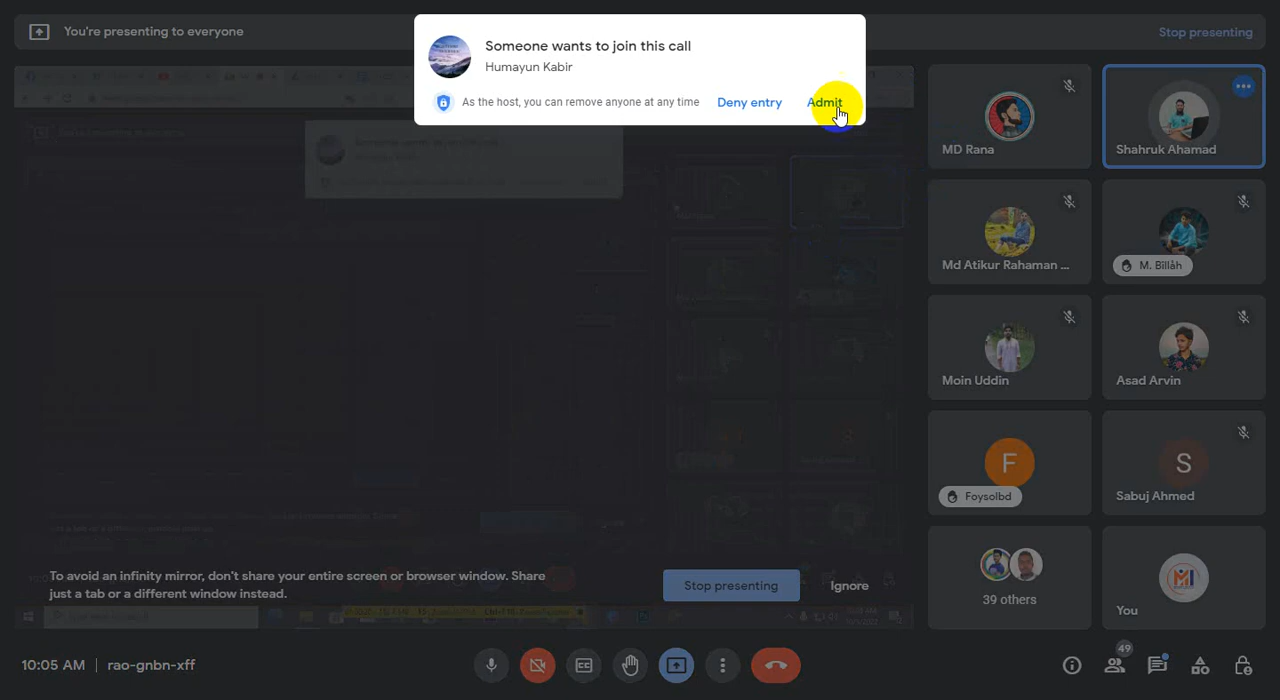 You're presenting to everyone
Stop presenting
Someone wants to join this call
Humayun Kabir
As the host, you can remove anyone at any time
Deny entry
Admit
MD Rana
Shahruk Ahamad
Md Atikur Rahaman ...
M. Billåh
Moin Uddin
Asad Arvin
F
Foysolbd
S
Sabuj Ahmed
39 others
You
To avoid an infinity mirror, don't share your entire screen or browser window. Share
just a tab or a different window instead.
Stop presenting
Ignore
10:05 AM | rao-gnbn-xff
49